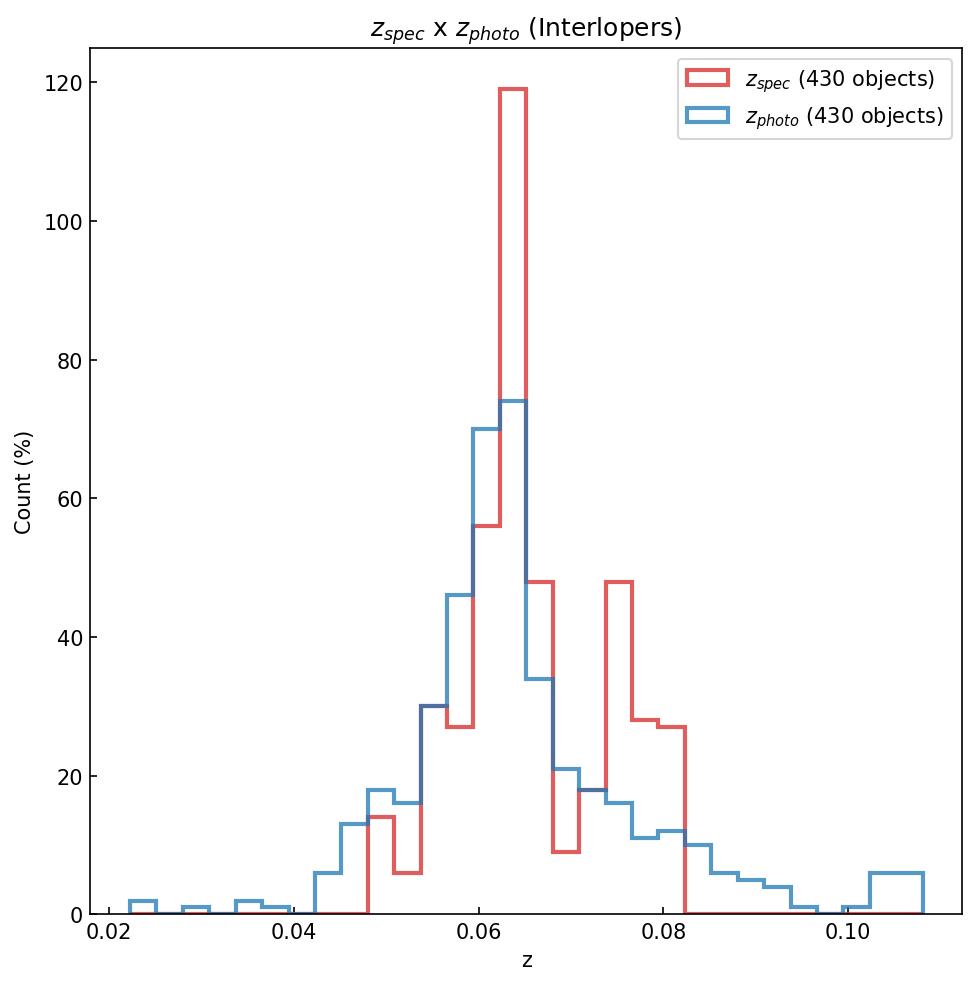 z_spec x z_photo (Interlopers)
z_spec (430 objects)
z_photo (430 objects)
Count (%)
120
100
80
60
40
20
0
0.02 0.04 0.06 0.08 0.10
z